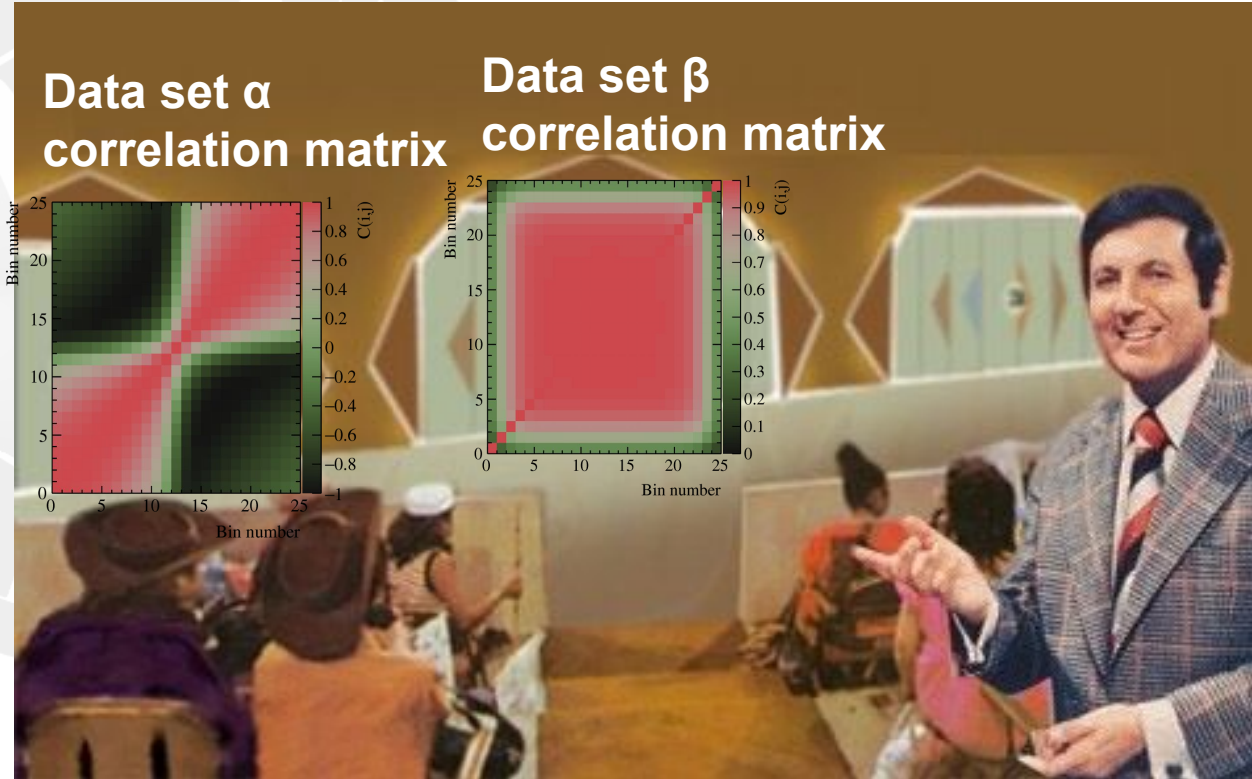 Data set α
correlation matrix
Data set β
correlation matrix
Bin number
25
20
15
10
5
0
0 5 10 15 20 25
Bin number
1
0.8
0.6
0.4
0.2
0
−0.2
−0.4
−0.6
−0.8
−1
C(i,j)
Bin number
25
20
15
10
5
0
0 5 10 15 20 25
Bin number
1
0.9
0.8
0.7
0.6
0.5
0.4
0.3
0.2
0.1
0
C(i,j)